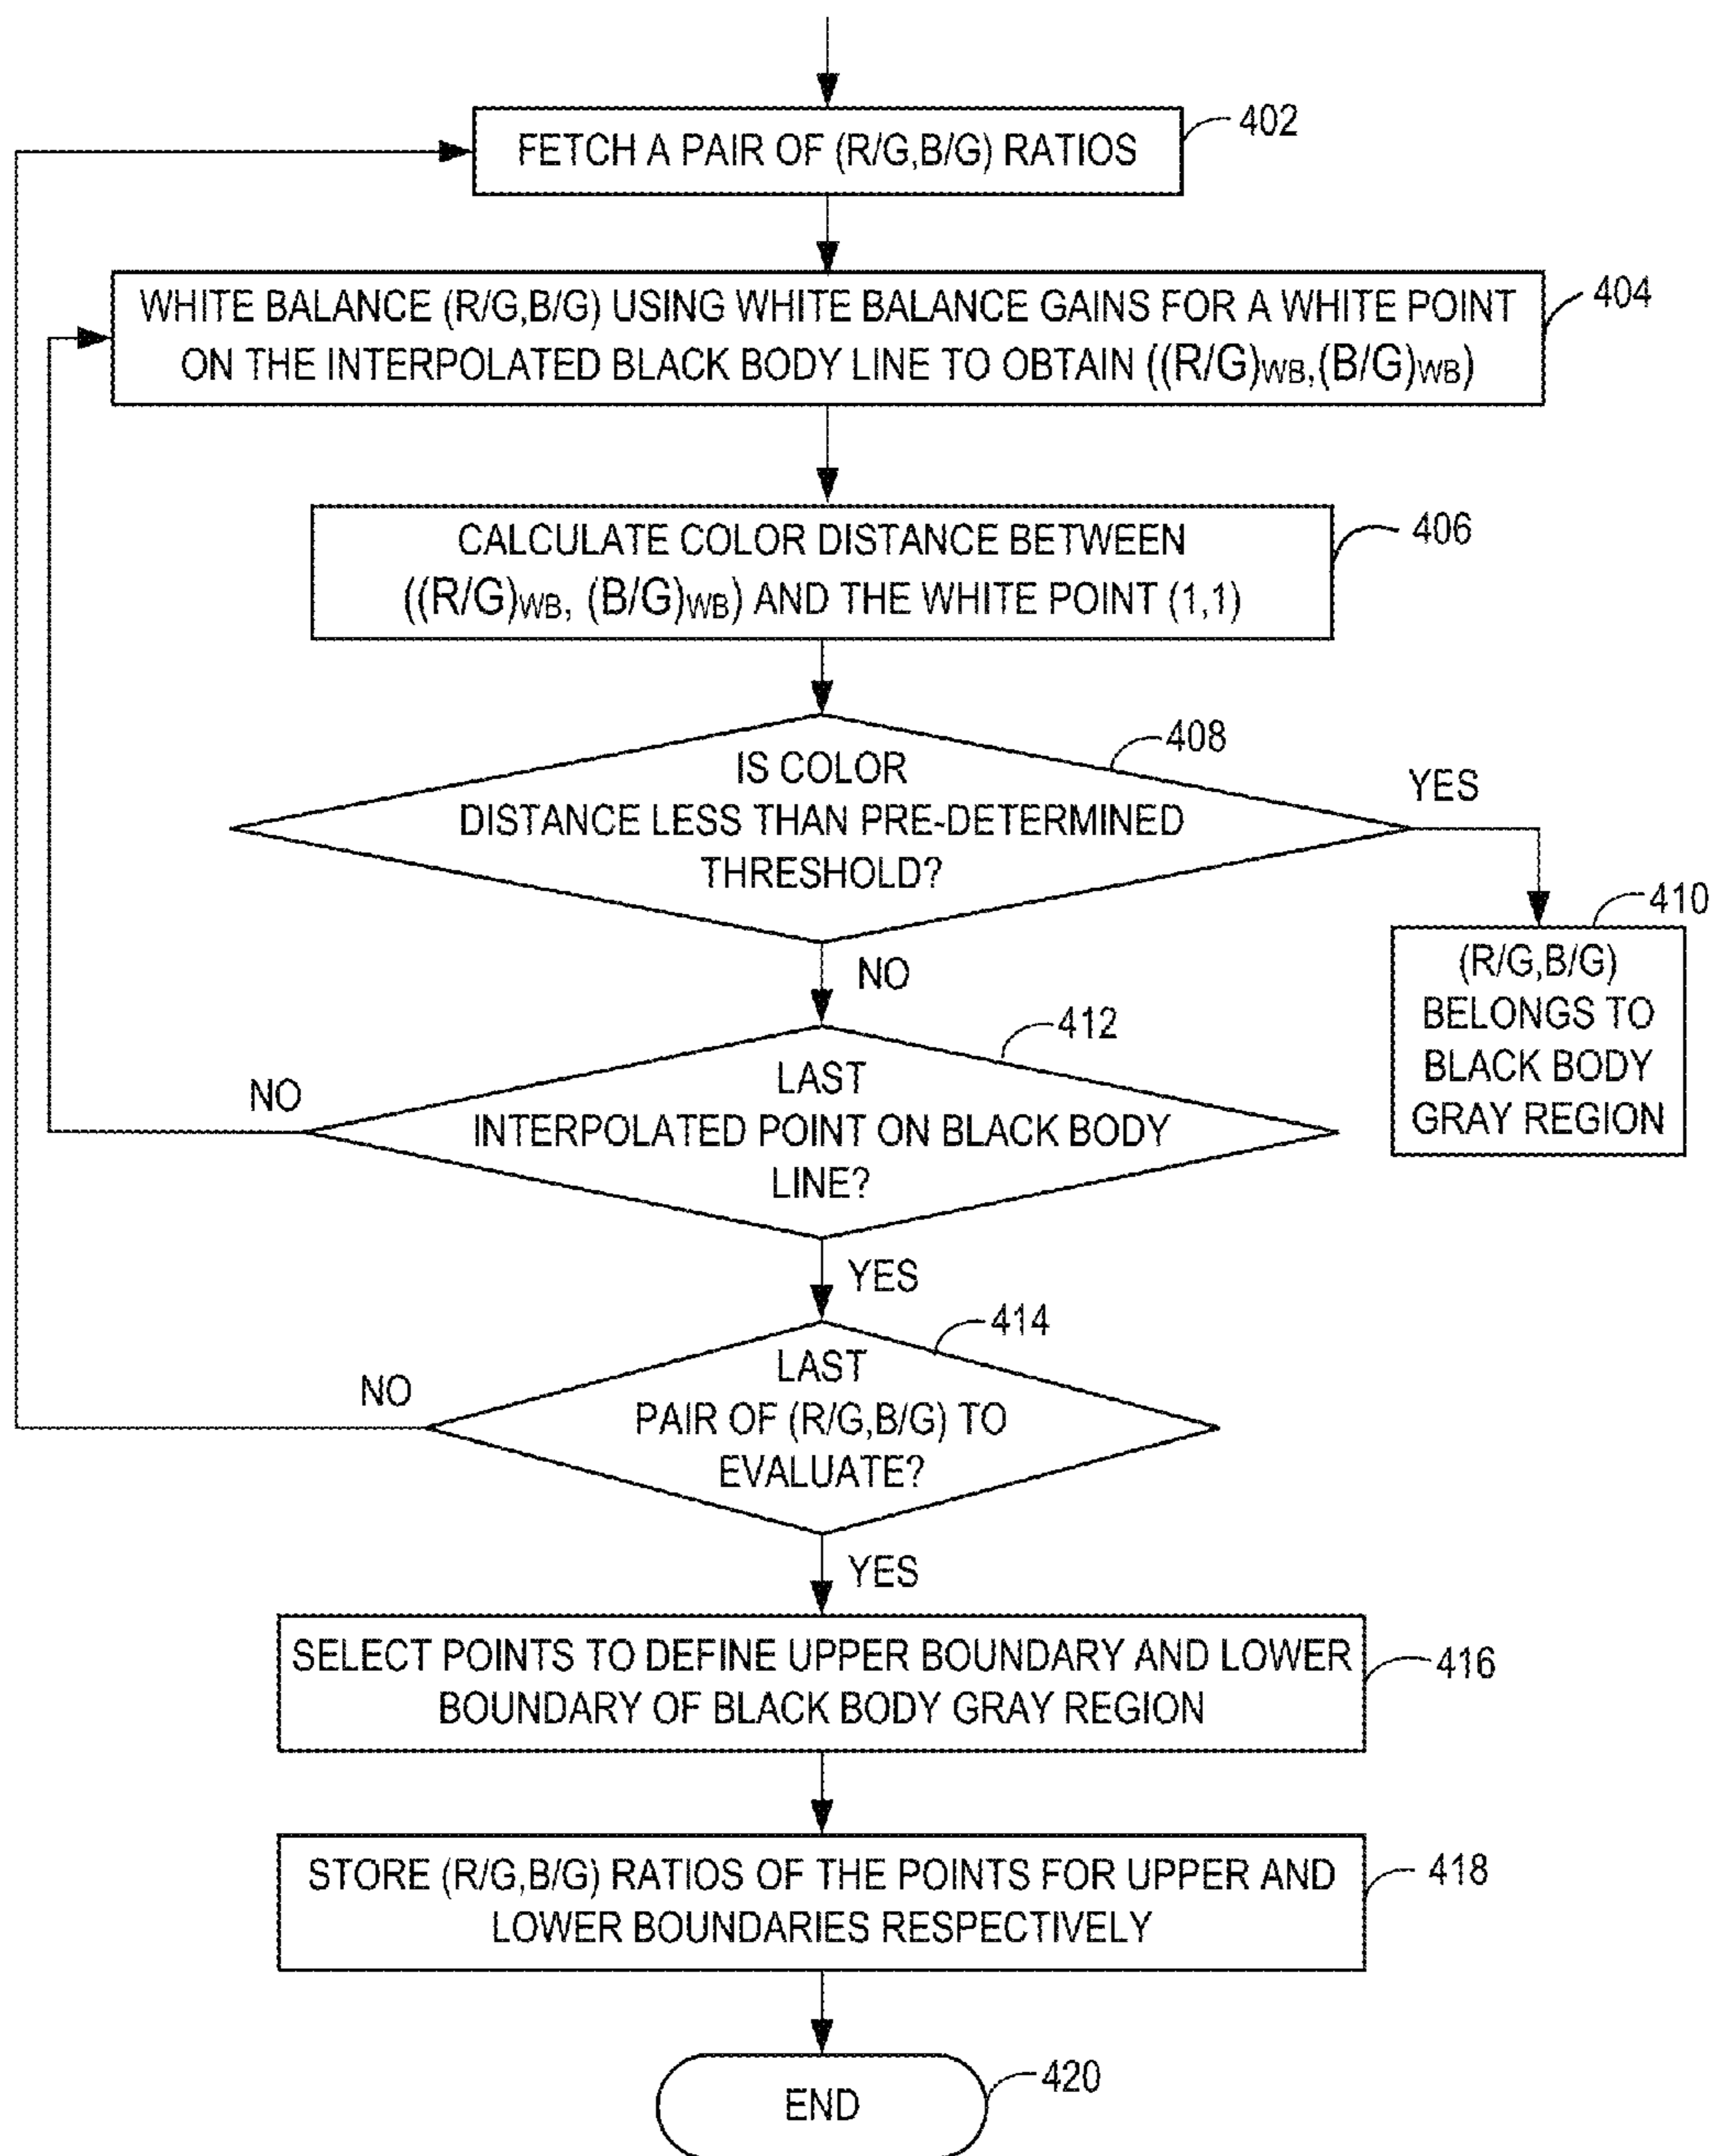 FETCH A PAIR OF (R/G,B/G) RATIOS
402
WHITE BALANCE (R/G,B/G) USING WHITE BALANCE GAINS FOR A WHITE POINT
ON THE INTERPOLATED BLACK BODY LINE TO OBTAIN ((R/G)WB,(B/G)WB)
404
CALCULATE COLOR DISTANCE BETWEEN
((R/G)WB, (B/G)WB) AND THE WHITE POINT (1,1)
406
IS COLOR
DISTANCE LESS THAN PRE-DETERMINED
THRESHOLD?
408
YES
410
(R/G,B/G)
BELONGS TO
BLACK BODY
GRAY REGION
NO
412
LAST
INTERPOLATED POINT ON BLACK BODY
LINE?
NO
YES
414
LAST
PAIR OF (R/G,B/G) TO
EVALUATE?
NO
YES
SELECT POINTS TO DEFINE UPPER BOUNDARY AND LOWER
BOUNDARY OF BLACK BODY GRAY REGION
416
STORE (R/G,B/G) RATIOS OF THE POINTS FOR UPPER AND
LOWER BOUNDARIES RESPECTIVELY
418
END
420